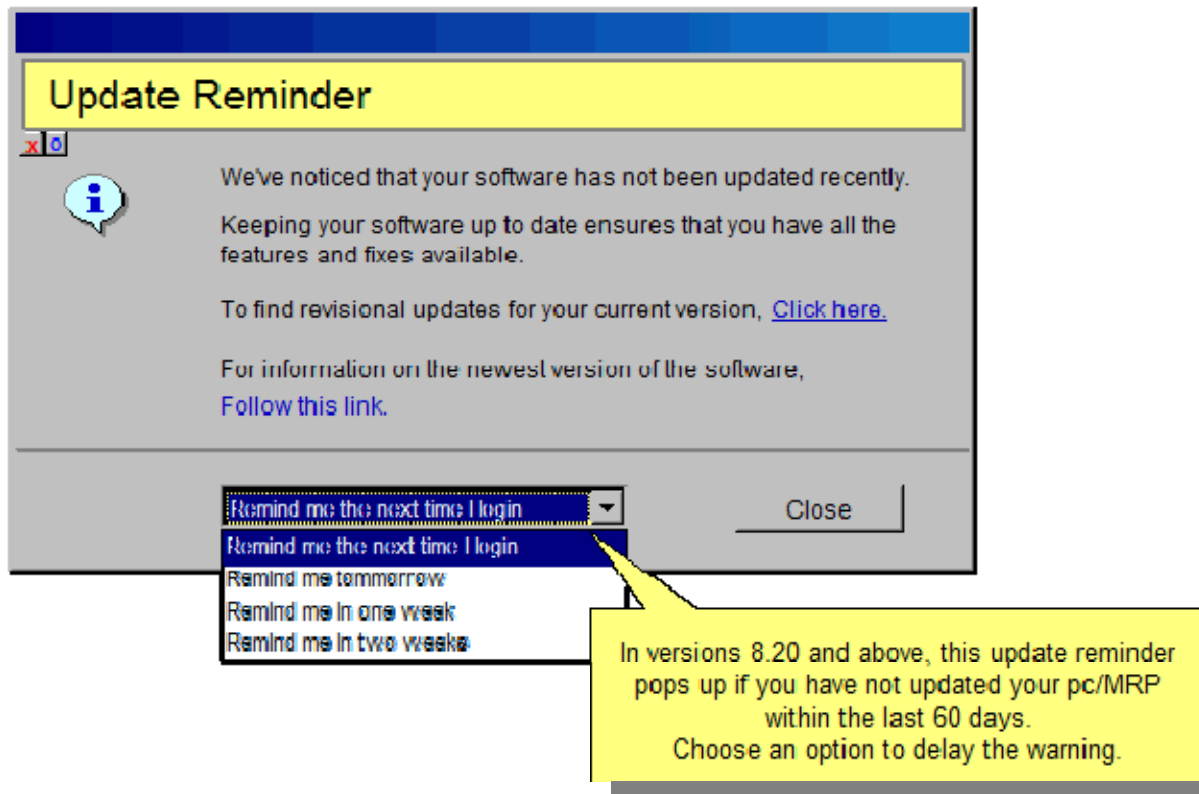 Update Reminder
x o
We've noticed that your software has not been updated recently.
Keeping your software up to date ensures that you have all the
features and fixes available.
To find revisional updates for your current version, Click here.
For information on the newest version of the software,
Follow this link.
Remind me the next time I login
Close
Remind me the next time I login
Remind me tommorrow
Remind me in one week
Remind me in two weeks
In versions 8.20 and above, this update reminder
pops up if you have not updated your pc/MRP
within the last 60 days.
Choose an option to delay the warning.